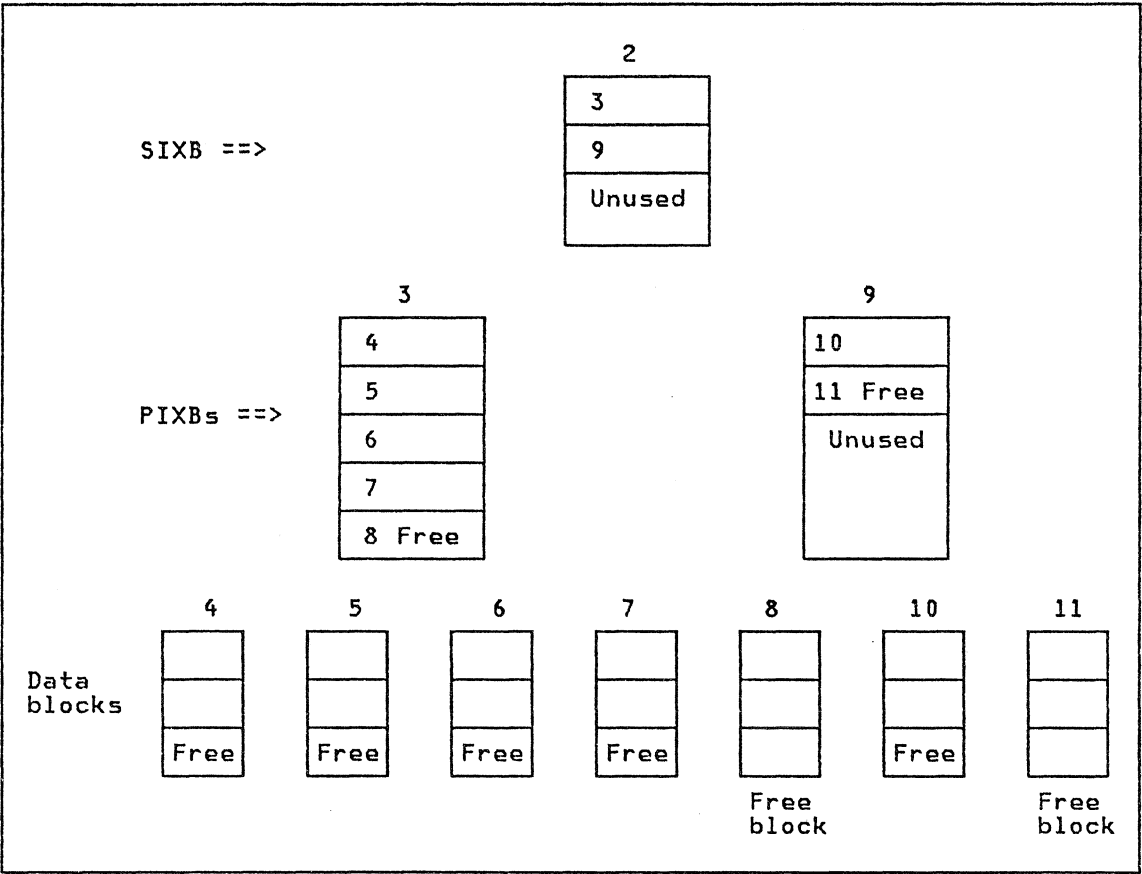 2
3
SIXB ==>
9
Unused
3
9
4
10
5
11 Free
PIXBs ==>
6
Unused
7
8 Free
4 5 6 7 8 10 11
Data
blocks
Free Free Free Free Free
Free Free
block block